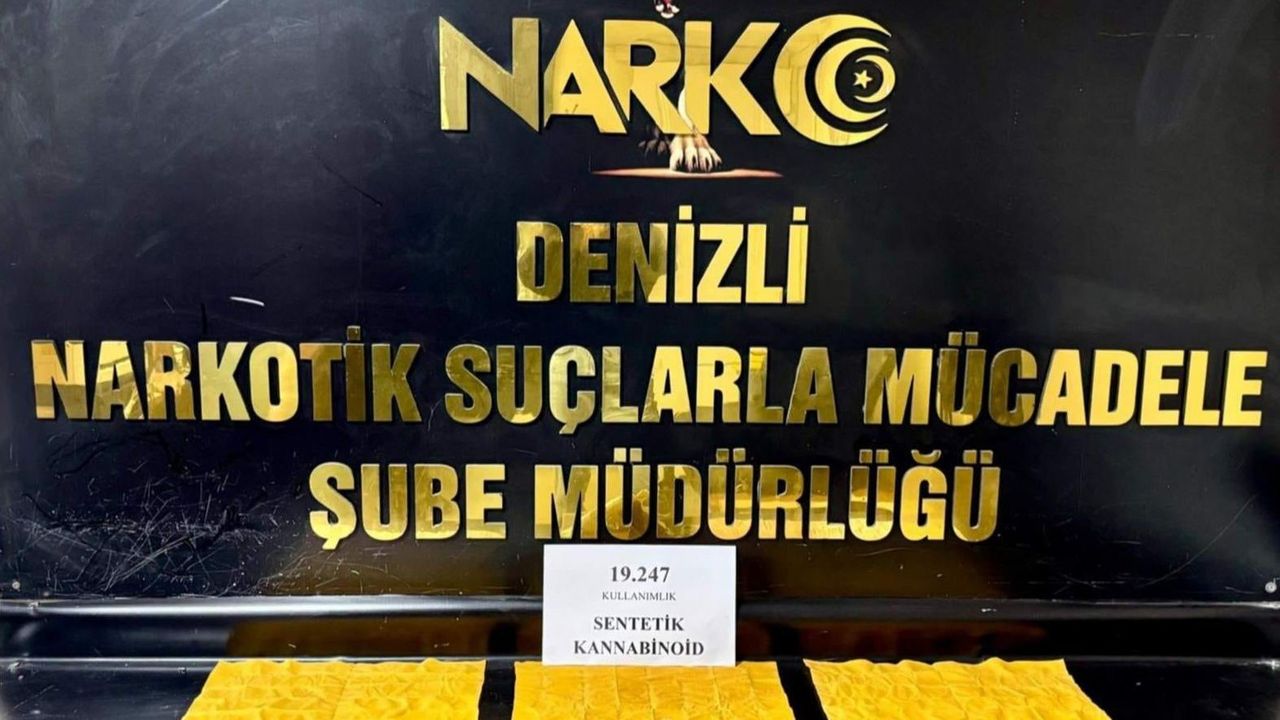 NARKO
DENİZLİ
NARKOTİK SUÇLARLA MÜCADELE
ŞUBE MÜDÜRLÜĞÜ
19.247
KULLANIMLIK
SENTETİK
KANNABİNOİD